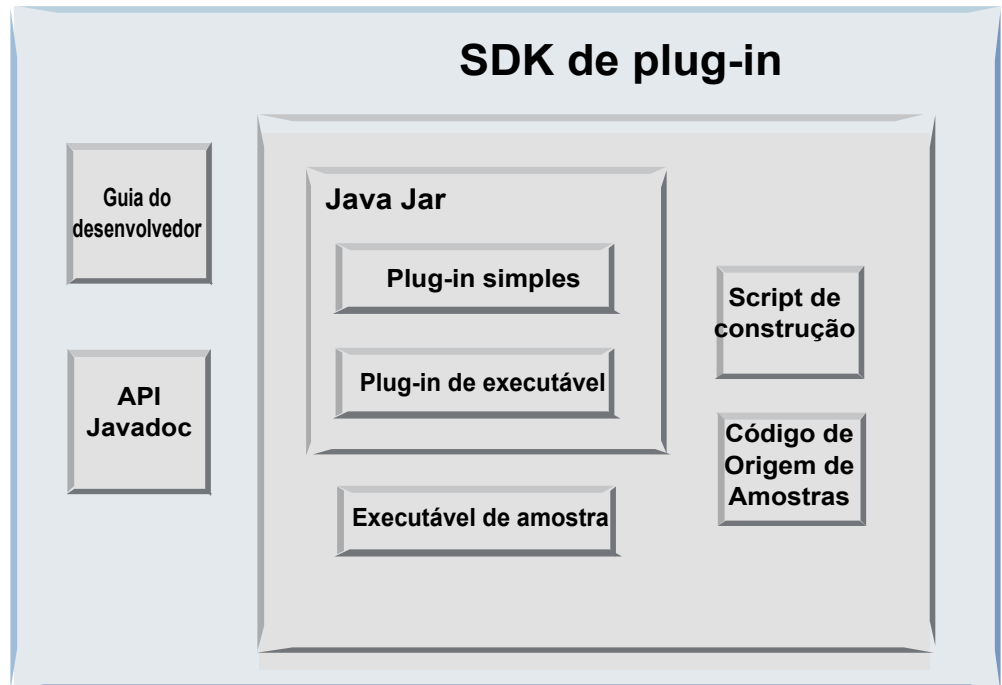 SDK de plug-in
Guia do
desenvolvedor
API
Javadoc
Java Jar
Plug-in simples
Plug-in de executável
Executável de amostra
Script de
construção
Código de
Origem de
Amostras